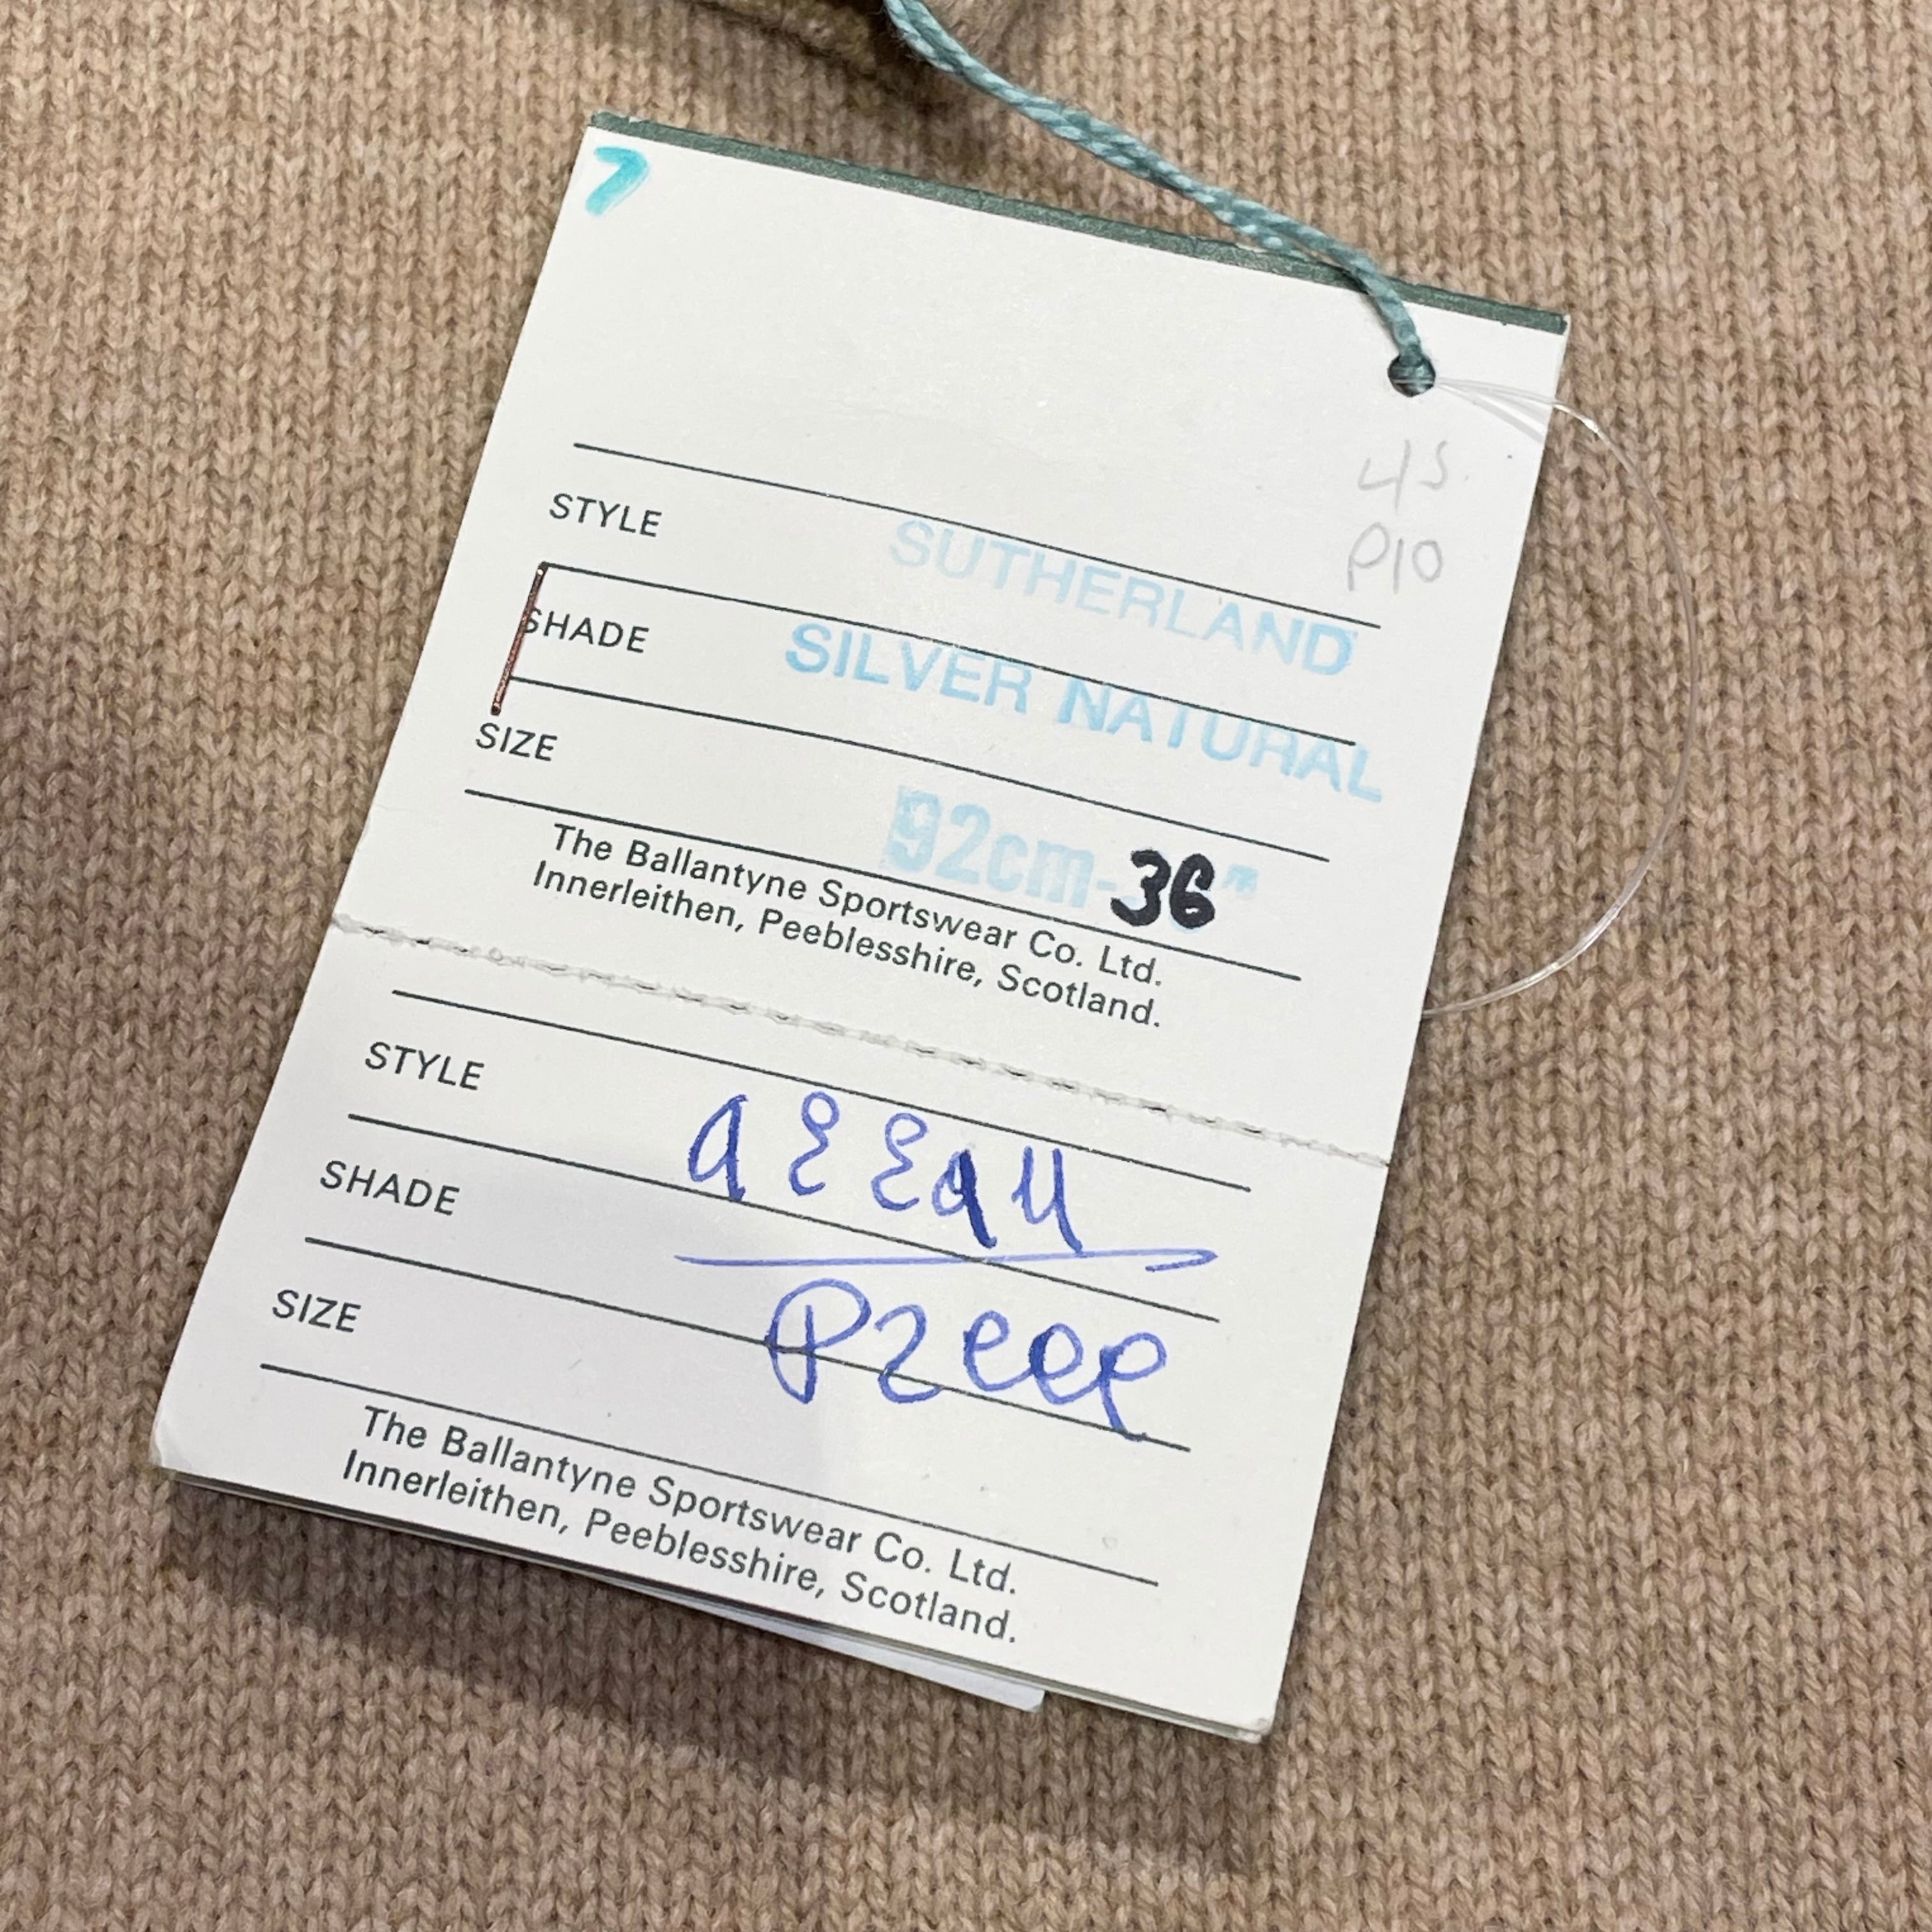 7
4S
P10
STYLE SUTHERLAND
SHADE SILVER NATURAL
SIZE 92cm-36"
The Ballantyne Sportswear Co. Ltd.
Innerleithen, Peeblesshire, Scotland.
STYLE
SHADE
SIZE
The Ballantyne Sportswear Co. Ltd.
Innerleithen, Peeblesshire, Scotland.